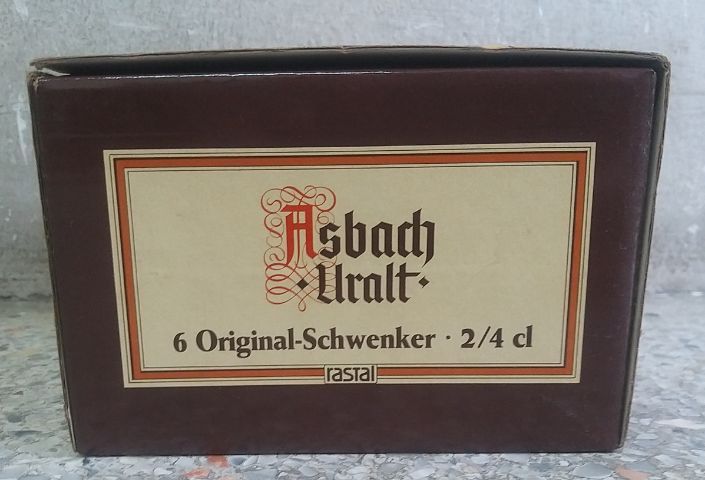 Asbach
·Uralt·
6 Original-Schwenker · 2/4 cl
rastal